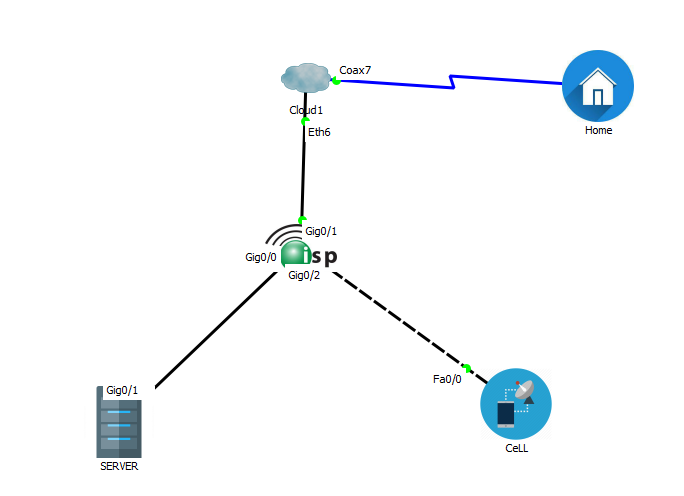 Coax7
Cloud1
Eth6
Home
Gig0/1
Gig0/0
isp
Gig0/2
Fa0/0
Gig0/1
CeLL
SERVER